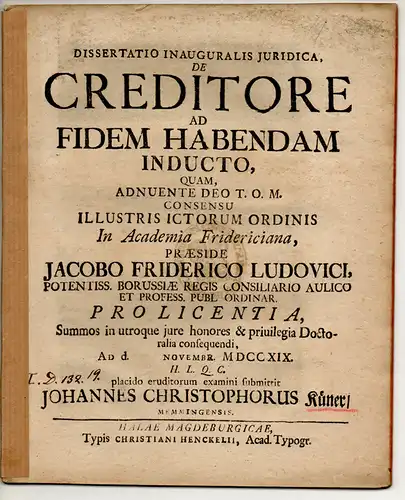 DISSERTATIO INAUGURALIS JURIDICA,
DE
CREDITORE
AD
FIDEM HABENDAM
INDUCTO,
QUAM,
ADNUENTE DEO T. O. M.
CONSENSU
ILLUSTRIS ICTORUM ORDINIS
In Academia Fridericiana,
PRÆSIDE
JACOBO FRIDERICO LUDOVICI,
POTENTISS. BORUSSIÆ REGIS CONSILIARIO AULICO
ET PROFESS. PUBL. ORDINAR.
PRO LICENTIA,
Summos in utroque jure honores & priuilegia Docto-
ralia consequendi,
AD d. NOVEMBR. MDCCXIX.
H. L. Q. C.
placido eruditorum examini submittit
JOHANNES CHRISTOPHORUS Küner/
MEMMINGENSIS.
HALAE MAGDEBURGICAE,
Typis CHRISTIANI HENCKELII, Acad. Typogr.